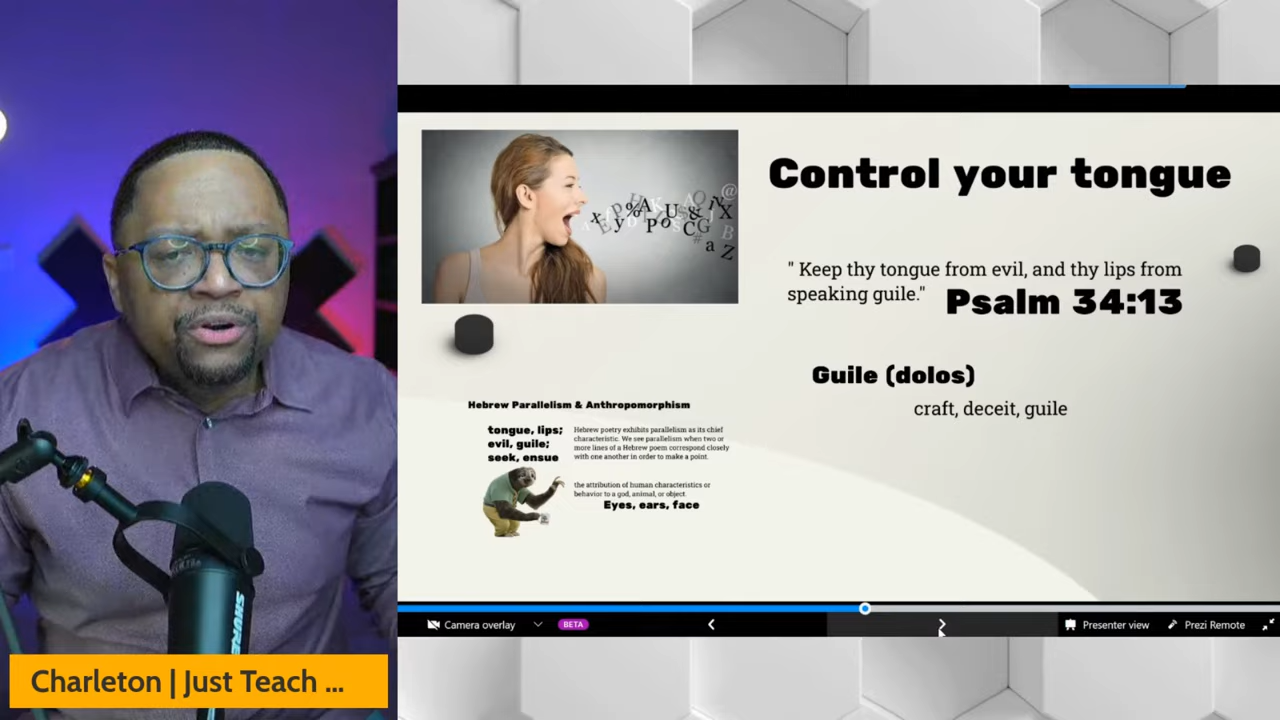 Control your tongue
" Keep thy tongue from evil, and thy lips from
speaking guile."
Psalm 34:13
Guile (dolos)
craft, deceit, guile
Hebrew Parallelism & Anthropomorphism
tongue, lips;
evil, guile;
seek, ensue
Hebrew poetry exhibits parallelism as its chief
characteristic. We see parallelism when two or
more lines of a Hebrew poem correspond closely
with one another in order to make a point.
the attribution of human characteristics or
behavior to a god, animal, or object.
Eyes, ears, face
Camera overlay
BETA
Presenter view
Prezi Remote
SHURE
Charleton | Just Teach ...